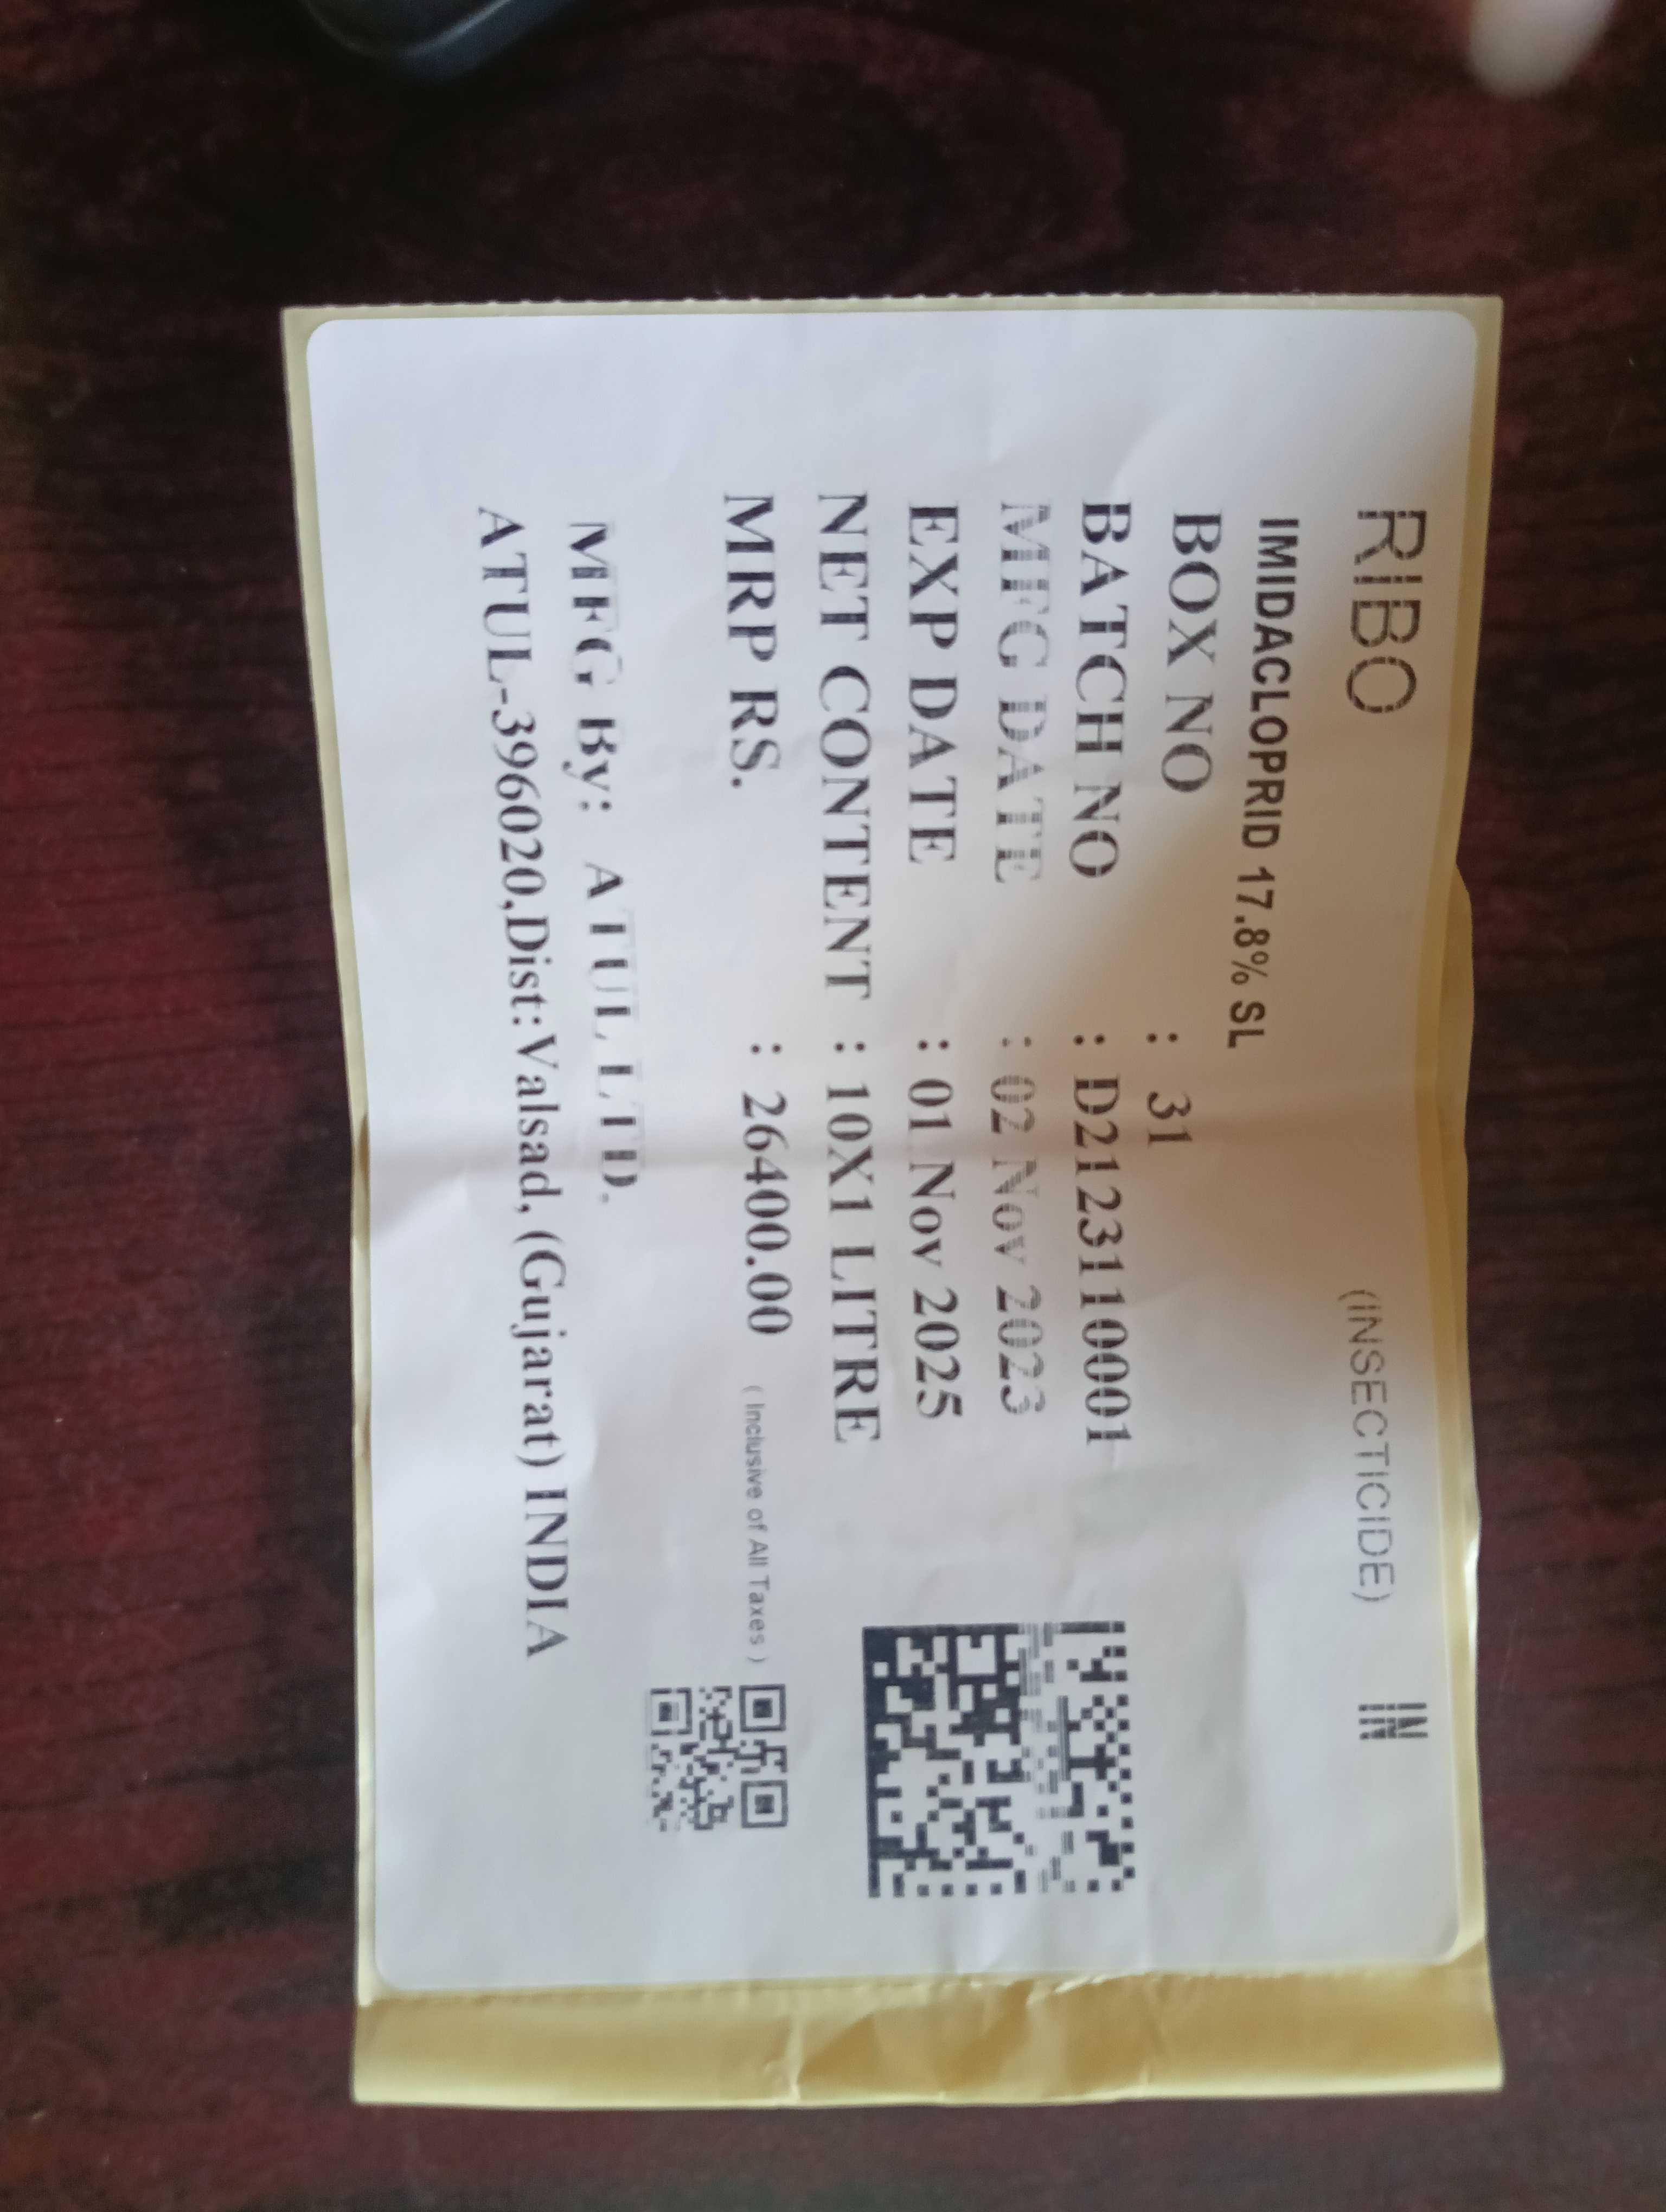 RIBO (INSECTICIDE) IN
IMIDACLOPRID 17.8% SL
BOX NO : 31
BATCH NO : D2123110001
MFG DATE : 02 Nov 2023
EXP DATE : 01 Nov 2025
NET CONTENT : 10X1 LITRE
MRP RS. : 26400.00 ( Inclusive of All Taxes )
MFG By: ATUL LTD.
ATUL-396020,Dist:Valsad, (Gujarat) INDIA